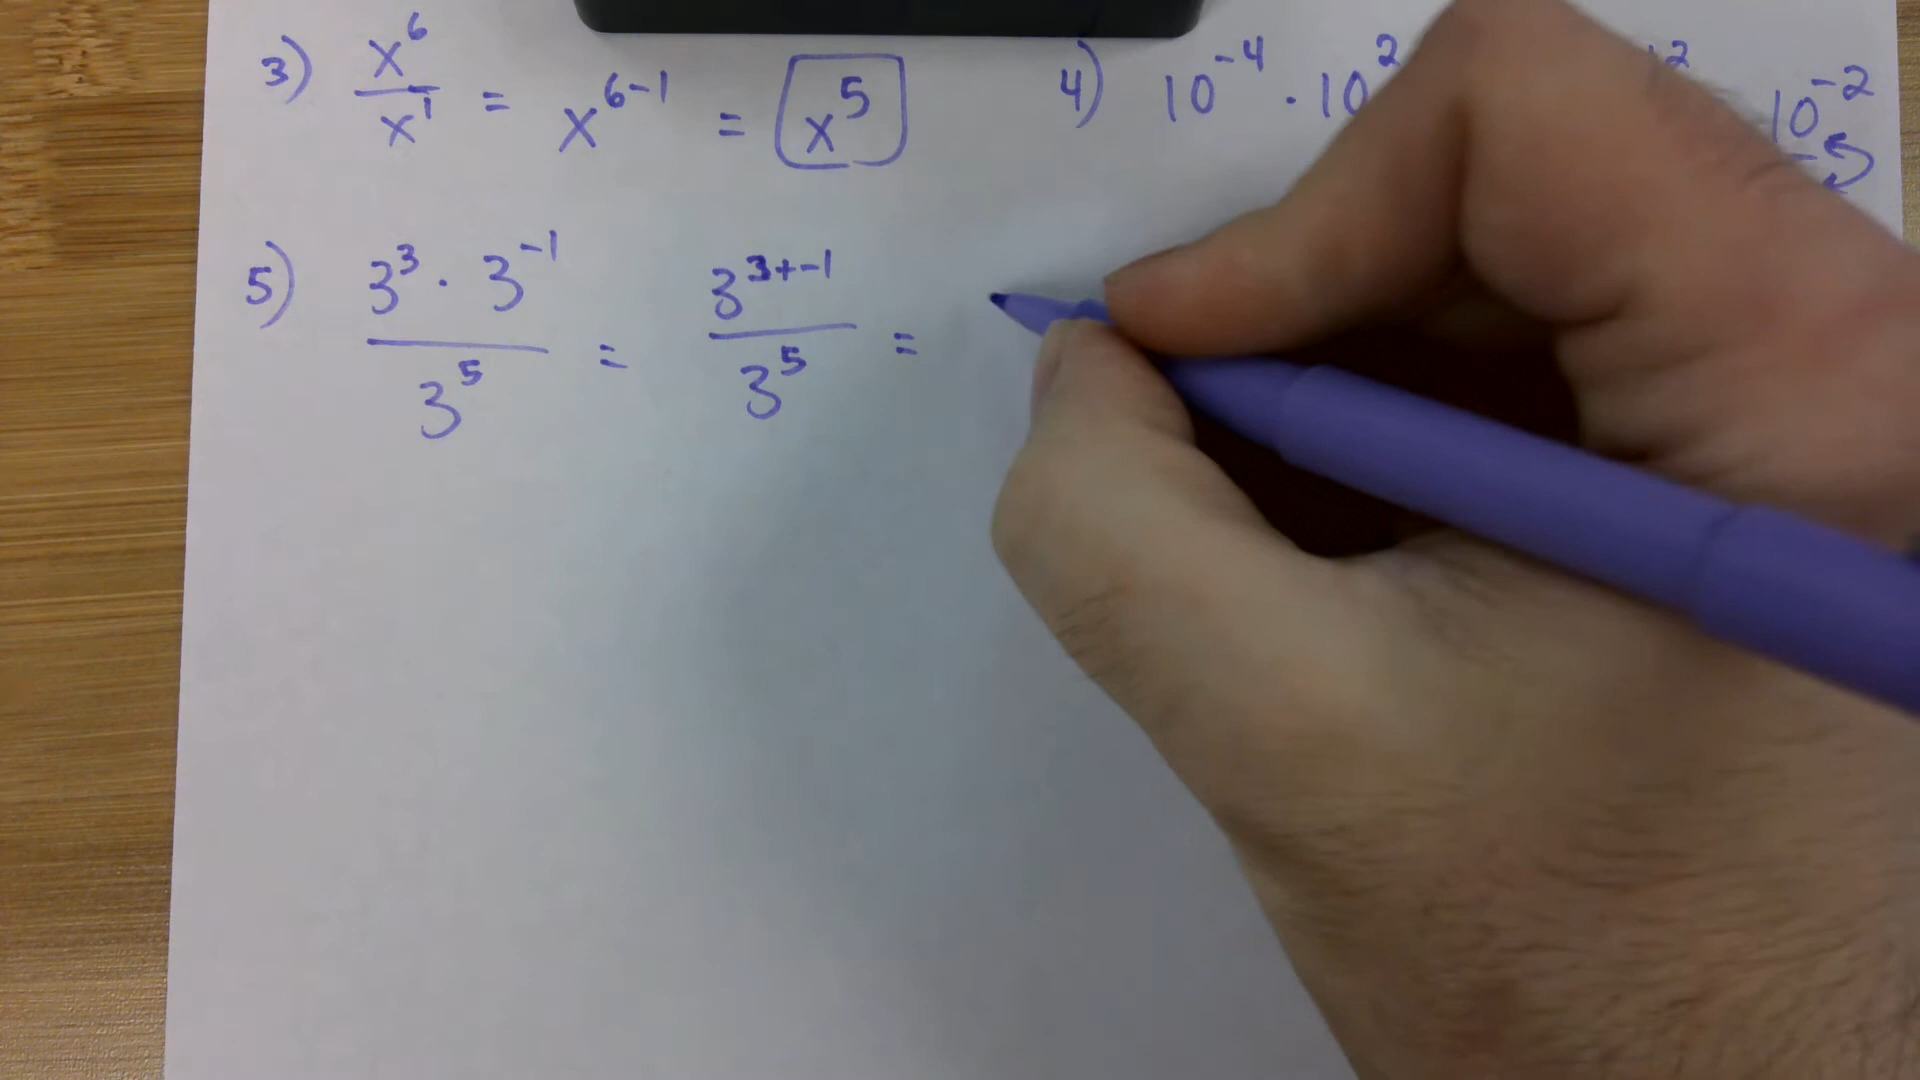 3) x^6 / x^1 = x^(6-1) = x^5
4) 10^-4 · 10^2 10^-2
5) 3^3 · 3^-1 / 3^5 = 3^(3+-1) / 3^5 =